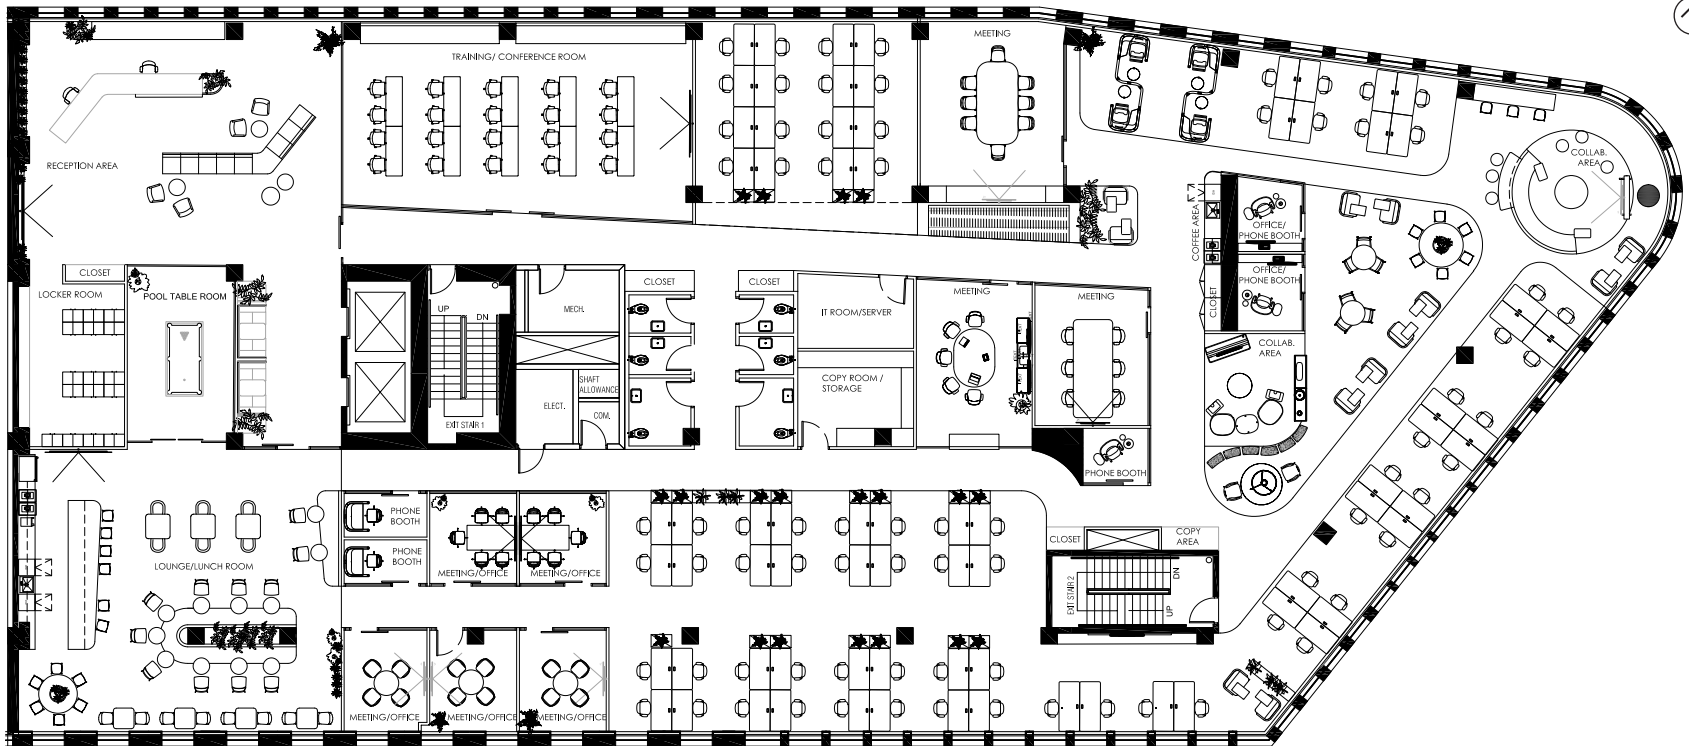 MEETING
TRAINING/ CONFERENCE ROOM
RECEPTION AREA
COLLAB.
AREA
COFFEE AREA
OFFICE/
PHONE BOOTH
OFFICE/
PHONE BOOTH
CLOSET
CLOSET
LOCKER ROOM
POOL TABLE ROOM
UP
DN
EXIT STAIR 1
MECH.
SHAFT
ALLOWANCE
ELECT.
COM.
CLOSET
CLOSET
IT ROOM/SERVER
COPY ROOM /
STORAGE
MEETING
MEETING
PHONE BOOTH
COLLAB.
AREA
LOUNGE/LUNCH ROOM
PHONE
BOOTH
PHONE
BOOTH
MEETING/OFFICE
MEETING/OFFICE
CLOSET
COPY
AREA
EXIT STAIR 2
DN
UP
MEETING/OFFICE
MEETING/OFFICE
MEETING/OFFICE